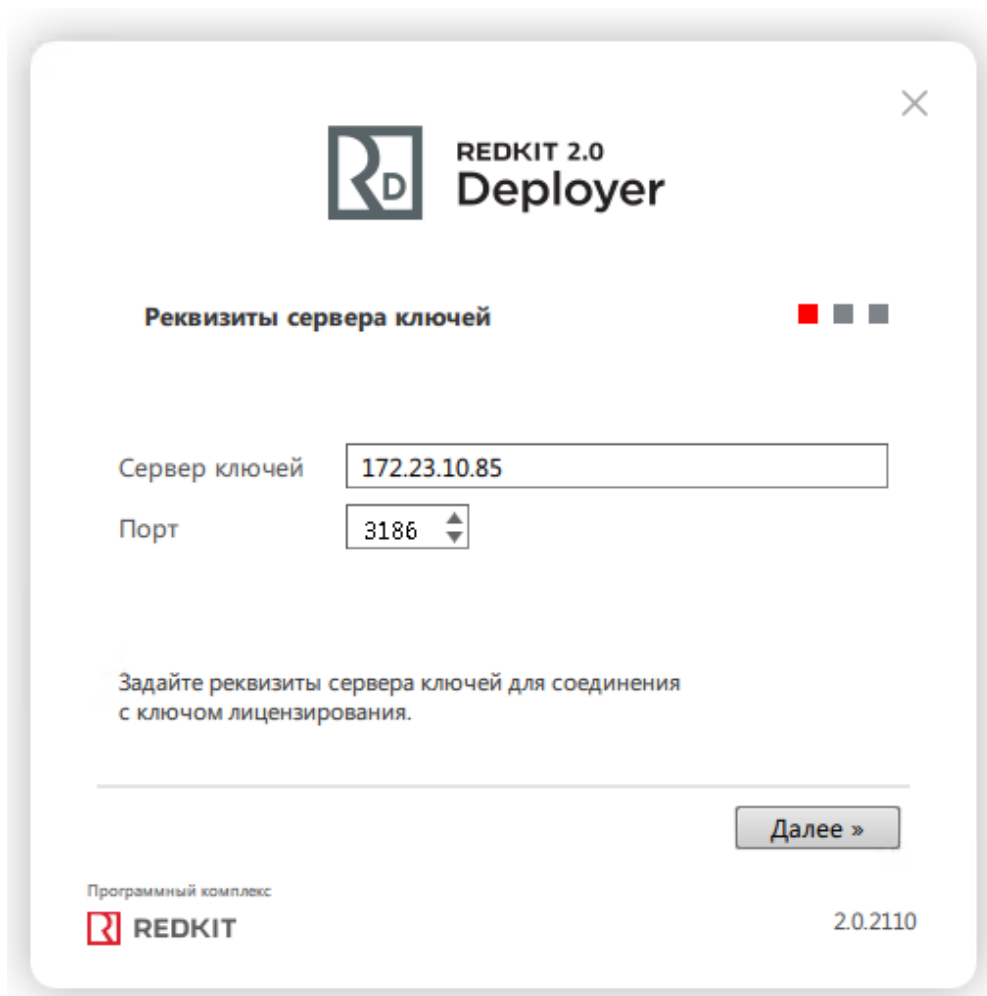 RD
REDKIT 2.0
Deployer
Реквизиты сервера ключей
Сервер ключей 172.23.10.85
Порт 3186
Задайте реквизиты сервера ключей для соединения
с ключом лицензирования.
Далее »
Программный комплекс
R REDKIT
2.0.2110